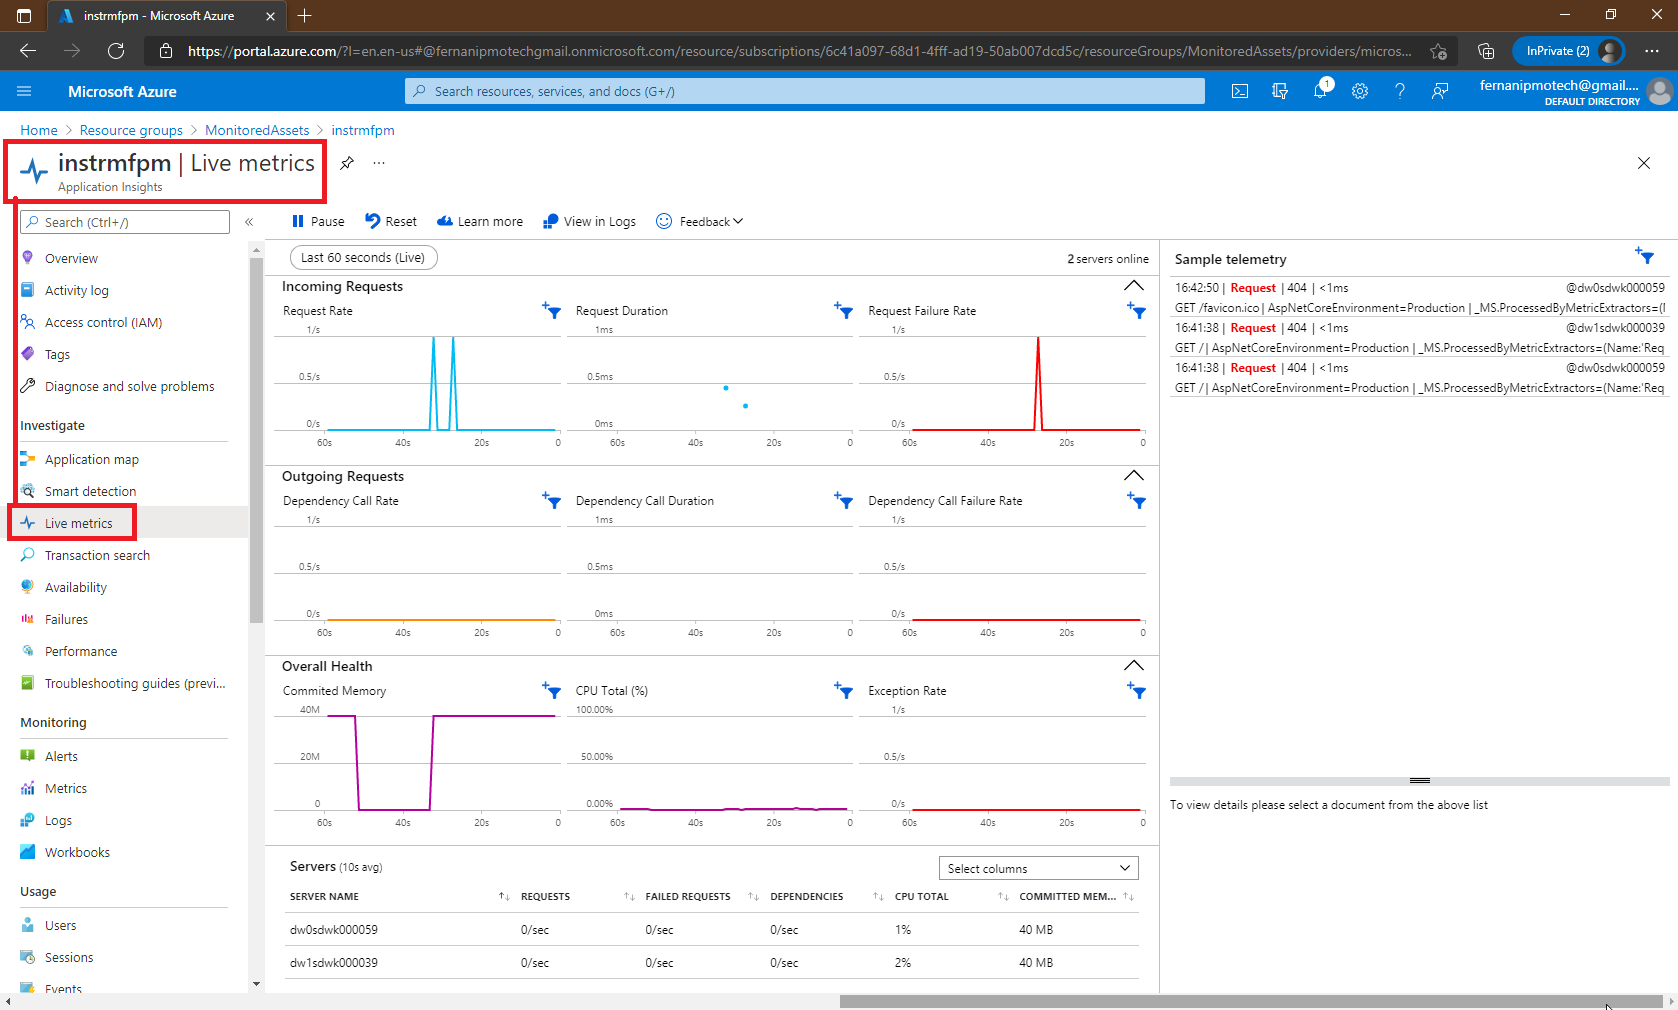 instrmfpm - Microsoft Azure
https://portal.azure.com/?l=en.en-us#@fernanipmotechgmail.onmicrosoft.com/resource/subscriptions/6c41a097-68d1-4fff-ad19-50ab007dcd5c/resourceGroups/MonitoredAssets/providers/micros...
InPrivate (2)
Microsoft Azure
Search resources, services, and docs (G+/)
1
fernanipmotech@gmail....
DEFAULT DIRECTORY
Home > Resource groups > MonitoredAssets > instrmfpm
instrmfpm | Live metrics
Application Insights
Search (Ctrl+/)
Overview
Activity log
Access control (IAM)
Tags
Diagnose and solve problems
Investigate
Application map
Smart detection
Live metrics
Transaction search
Availability
Failures
Performance
Troubleshooting guides (previ...
Monitoring
Alerts
Metrics
Logs
Workbooks
Usage
Users
Sessions
Events
Pause Reset Learn more View in Logs Feedback
Last 60 seconds (Live)
2 servers online
Incoming Requests
Request Rate
1/s
0.5/s
0/s
60s 40s 20s 0
Request Duration
1ms
0.5ms
0ms
60s 40s 20s 0
Request Failure Rate
1/s
0.5/s
0/s
60s 40s 20s 0
Outgoing Requests
Dependency Call Rate
1/s
0.5/s
0/s
60s 40s 20s 0
Dependency Call Duration
1ms
0.5ms
0ms
60s 40s 20s 0
Dependency Call Failure Rate
1/s
0.5/s
0/s
60s 40s 20s 0
Overall Health
Commited Memory
40M
20M
0
60s 40s 20s 0
CPU Total (%)
100.00%
50.00%
0.00%
60s 40s 20s 0
Exception Rate
1/s
0.5/s
0/s
60s 40s 20s 0
Servers (10s avg)
Select columns
SERVER NAME REQUESTS FAILED REQUESTS DEPENDENCIES CPU TOTAL COMMITTED MEM...
dw0sdwk000059 0/sec 0/sec 0/sec 1% 40 MB
dw1sdwk000039 0/sec 0/sec 0/sec 2% 40 MB
Sample telemetry
16:42:50 | Request | 404 | <1ms @dw0sdwk000059
GET /favicon.ico | AspNetCoreEnvironment=Production | _MS.ProcessedByMetricExtractors=(
16:41:38 | Request | 404 | <1ms @dw1sdwk000039
GET / | AspNetCoreEnvironment=Production | _MS.ProcessedByMetricExtractors=(Name:'Req
16:41:38 | Request | 404 | <1ms @dw0sdwk000059
GET / | AspNetCoreEnvironment=Production | _MS.ProcessedByMetricExtractors=(Name:'Req
To view details please select a document from the above list